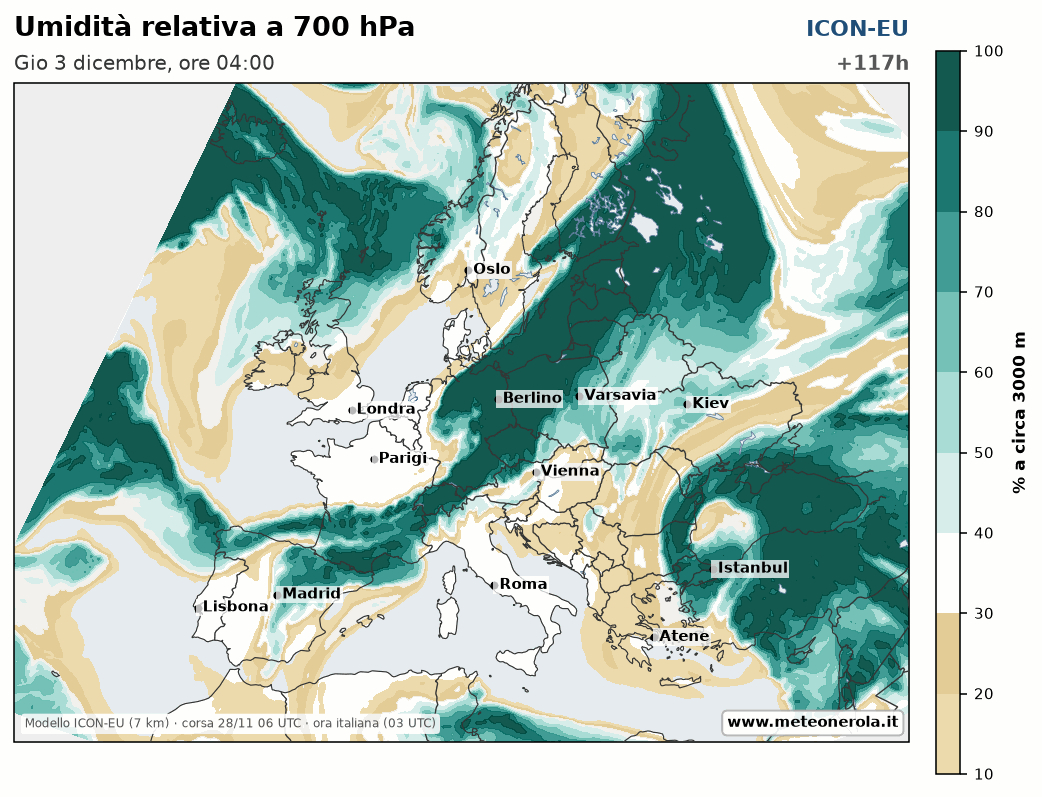 Umidità relativa a 700 hPa
ICON-EU
Gio 3 dicembre, ore 04:00
+117h
100
90
80
70
60
50
40
30
20
10
% a circa 3000 m
Oslo
Berlino
Varsavia
Kiev
Londra
Parigi
Vienna
Istanbul
Roma
Madrid
Lisbona
Atene
Modello ICON-EU (7 km) · corsa 28/11 06 UTC · ora italiana (03 UTC)
www.meteonerola.it